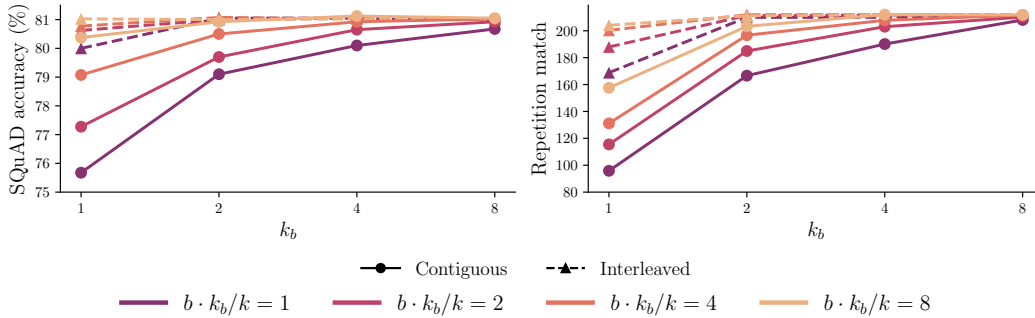 SQuAD accuracy (%)
81
80
79
78
77
76
75
1
2
4
8
k_b
Repetition match
200
180
160
140
120
100
80
1
2
4
8
k_b
Contiguous
Interleaved
b · k_b/k = 1
b · k_b/k = 2
b · k_b/k = 4
b · k_b/k = 8